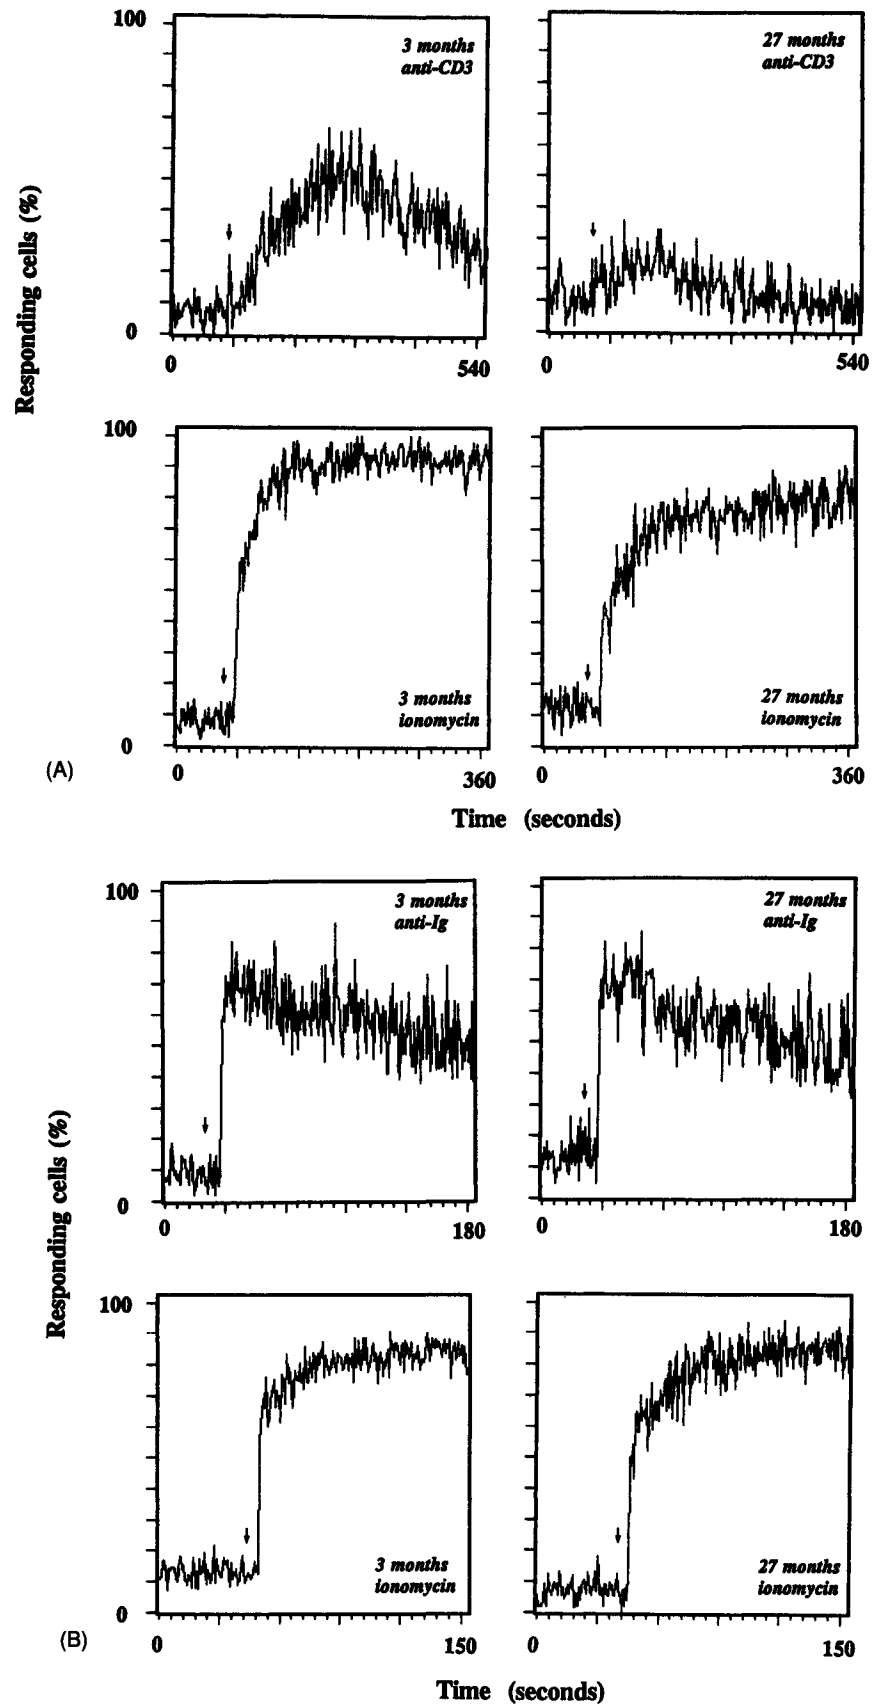 100
3 months
anti-CD3
27 months
anti-CD3
Responding cells (%)
0
0
540
0
540
100
3 months
ionomycin
27 months
ionomycin
0
(A)
0
360
0
360
Time (seconds)
100
3 months
anti-Ig
27 months
anti-Ig
Responding cells (%)
0
0
180
0
180
100
3 months
ionomycin
27 months
ionomycin
0
(B)
0
150
0
150
Time (seconds)